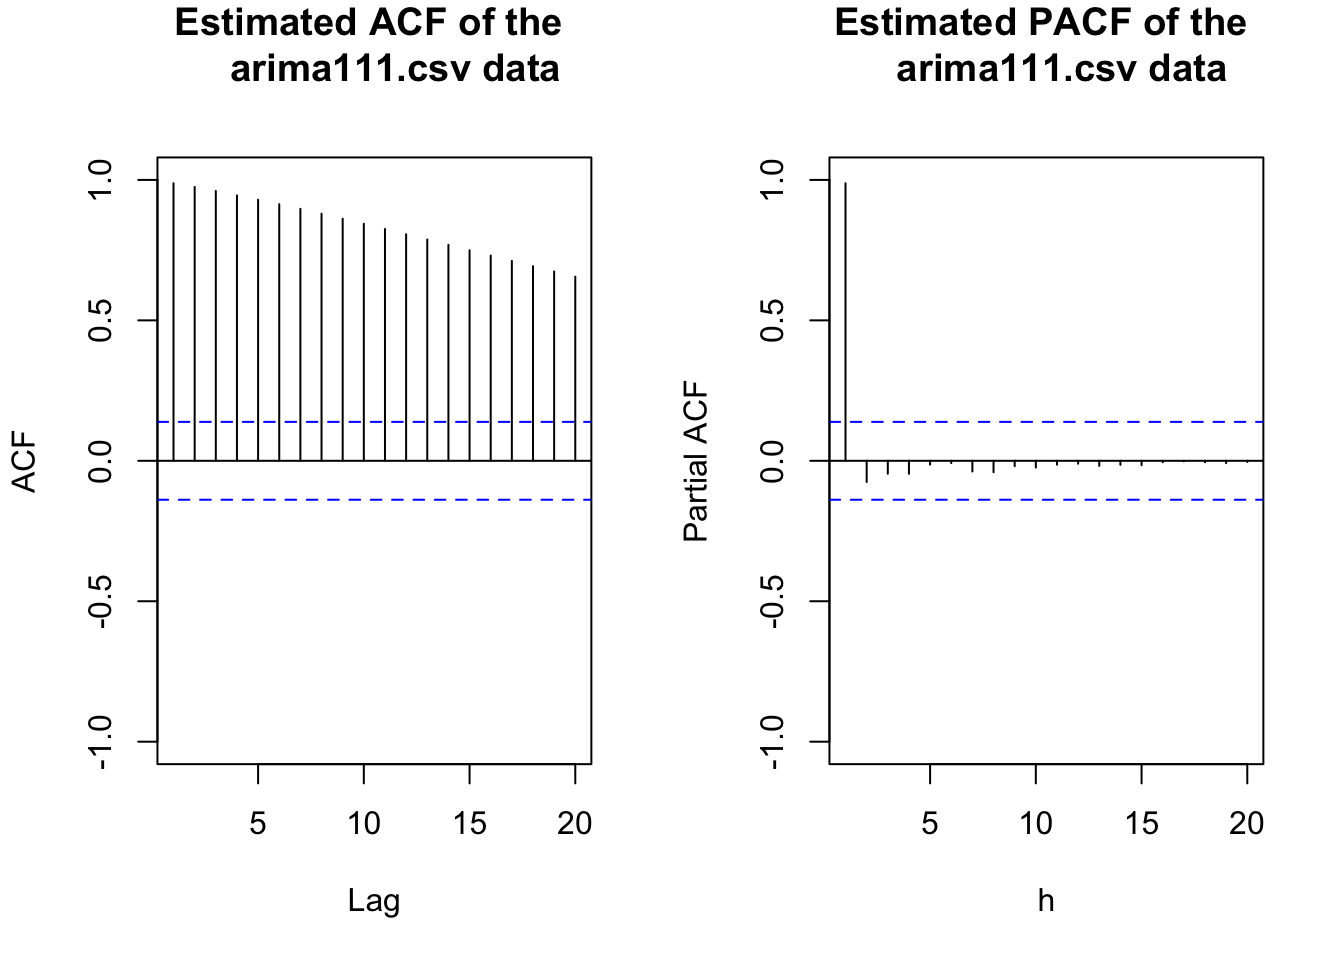 Estimated ACF of the
arima111.csv data
ACF
1.0
0.5
0.0
-0.5
-1.0
5 10 15 20
Lag
Estimated PACF of the
arima111.csv data
Partial ACF
1.0
0.5
0.0
-0.5
-1.0
5 10 15 20
h